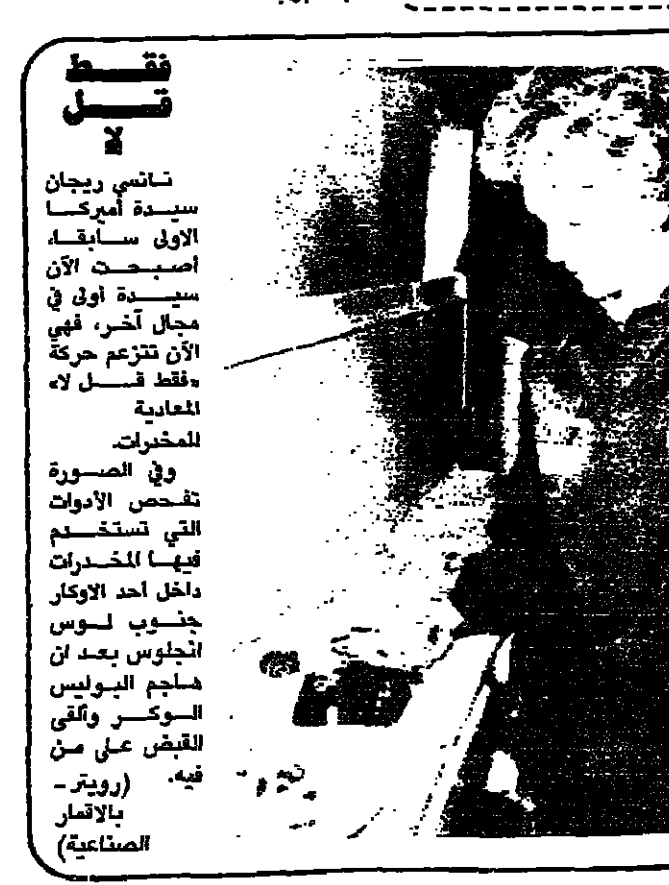 فقط
قل
لا
نانسي ريجان
سيدة أميركا
الاولى سابقا،
أصبحت الآن
سيدة أولى في
مجال آخر، فهي
الآن تتزعم حركة
«فقط قل لا»
المعادية
للمخدرات.
وفي الصورة
تفحص الأدوات
التي تستخدم
فيها المخدرات
داخل أحد الاوكار
جنوب لوس
انجلوس بعد ان
هاجم البوليس
الوكر وألقى
القبض على من
فيه. (رويتر -
بالاقمار
الصناعية)